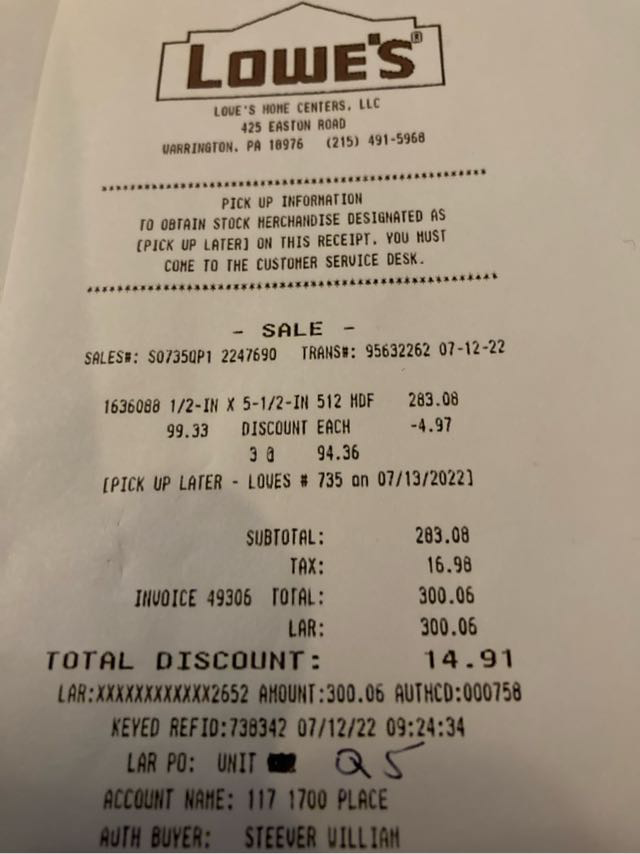 LOWE'S®
LOWE'S HOME CENTERS, LLC
425 EASTON ROAD
WARRINGTON, PA 18976 (215) 491-5968
PICK UP INFORMATION
TO OBTAIN STOCK MERCHANDISE DESIGNATED AS
[PICK UP LATER] ON THIS RECEIPT, YOU MUST
COME TO THE CUSTOMER SERVICE DESK.
- SALE -
SALES#: S0735QP1 2247690 TRANS#: 95632262 07-12-22
1636088 1/2-IN X 5-1/2-IN 512 MDF 283.08
99.33 DISCOUNT EACH -4.97
3 @ 94.36
[PICK UP LATER - LOWES # 735 on 07/13/2022]
SUBTOTAL: 283.08
TAX: 16.98
INVOICE 49306 TOTAL: 300.06
LAR: 300.06
TOTAL DISCOUNT: 14.91
LAR:XXXXXXXXXXXX2652 AMOUNT:300.06 AUTHCD:000758
KEYED REFID:738342 07/12/22 09:24:34
LAR PO: UNIT Q5
ACCOUNT NAME: 117 1700 PLACE
AUTH BUYER: STEEVER WILLIAM